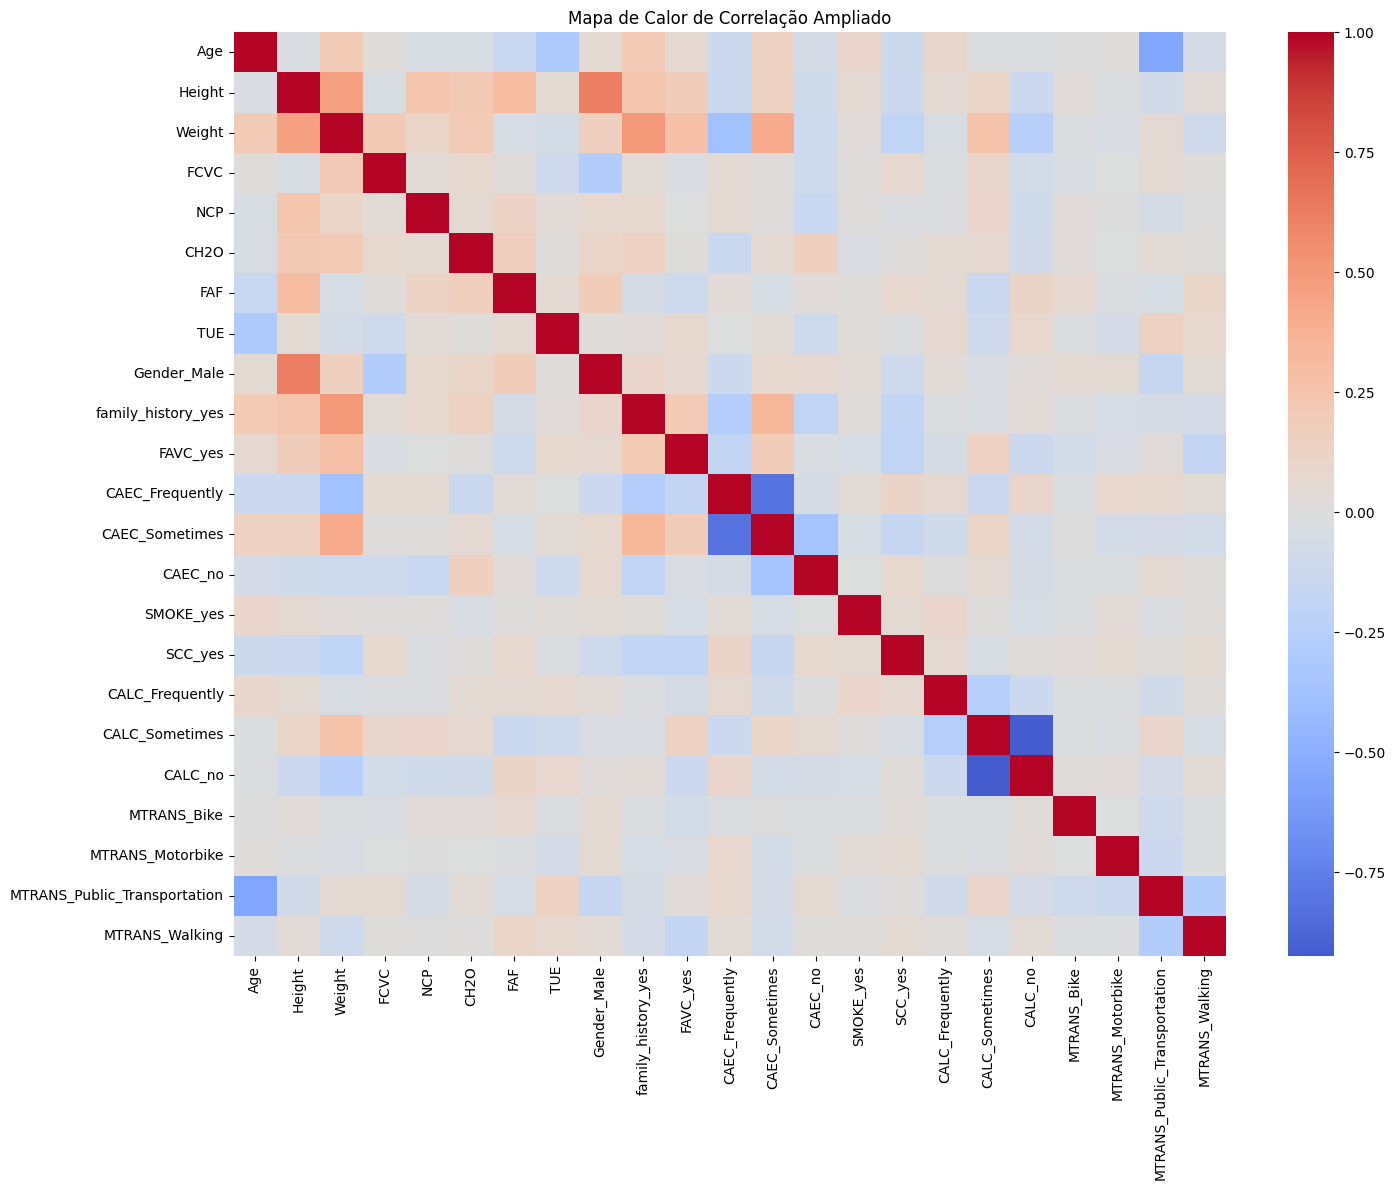 Mapa de Calor de Correlação Ampliado
Age
Height
Weight
FCVC
NCP
CH2O
FAF
TUE
Gender_Male
family_history_yes
FAVC_yes
CAEC_Frequently
CAEC_Sometimes
CAEC_no
SMOKE_yes
SCC_yes
CALC_Frequently
CALC_Sometimes
CALC_no
MTRANS_Bike
MTRANS_Motorbike
MTRANS_Public_Transportation
MTRANS_Walking
Age
Height
Weight
FCVC
NCP
CH2O
FAF
TUE
Gender_Male
family_history_yes
FAVC_yes
CAEC_Frequently
CAEC_Sometimes
CAEC_no
SMOKE_yes
SCC_yes
CALC_Frequently
CALC_Sometimes
CALC_no
MTRANS_Bike
MTRANS_Motorbike
MTRANS_Public_Transportation
MTRANS_Walking
1.00
0.75
0.50
0.25
0.00
−0.25
−0.50
−0.75